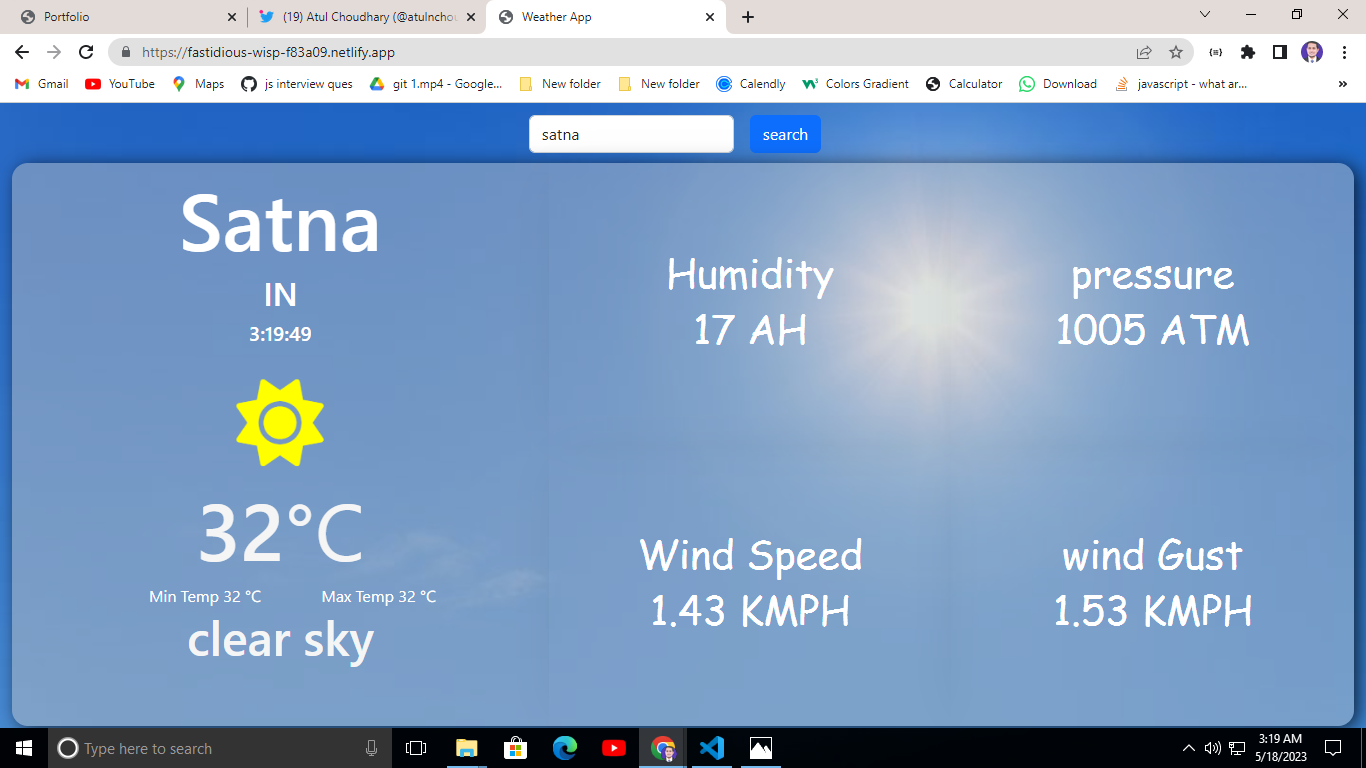 Portfolio
(19) Atul Choudhary (@atulnchou
Weather App
https://fastidious-wisp-f83a09.netlify.app
Gmail
YouTube
Maps
js interview ques
git 1.mp4 - Google...
New folder
New folder
Calendly
Colors Gradient
Calculator
Download
javascript - what ar...
»
satna
search
Satna
IN
3:19:49
32°C
Min Temp 32 °C
Max Temp 32 °C
clear sky
Humidity
17 AH
pressure
1005 ATM
Wind Speed
1.43 KMPH
wind Gust
1.53 KMPH
Type here to search
3:19 AM
5/18/2023